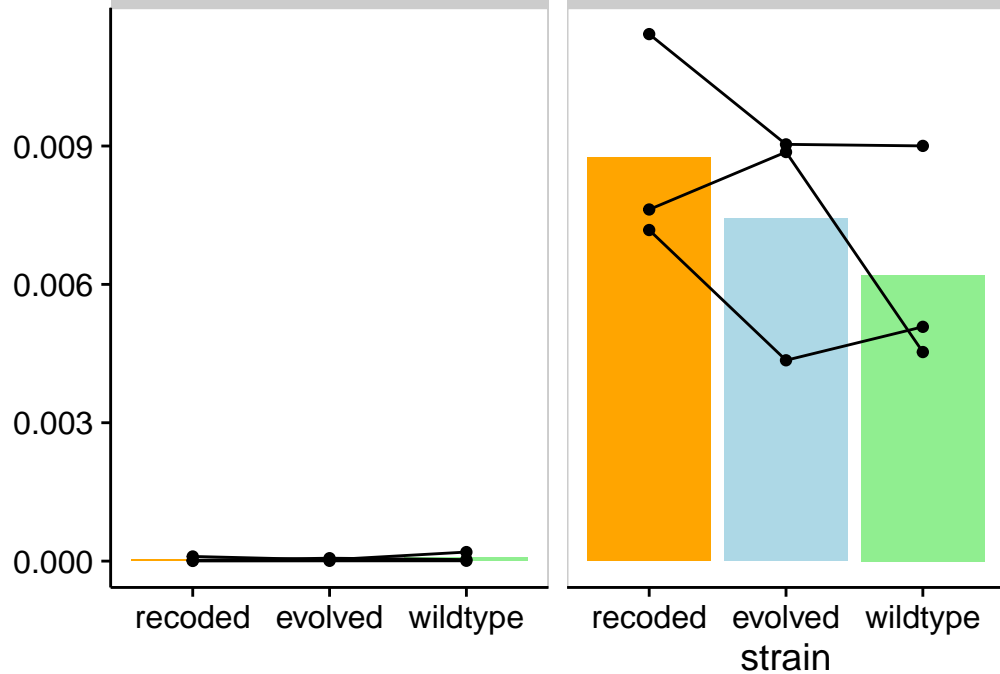 0.009
0.006
0.003
0.000
recoded evolved wildtype
recoded evolved wildtype
strain